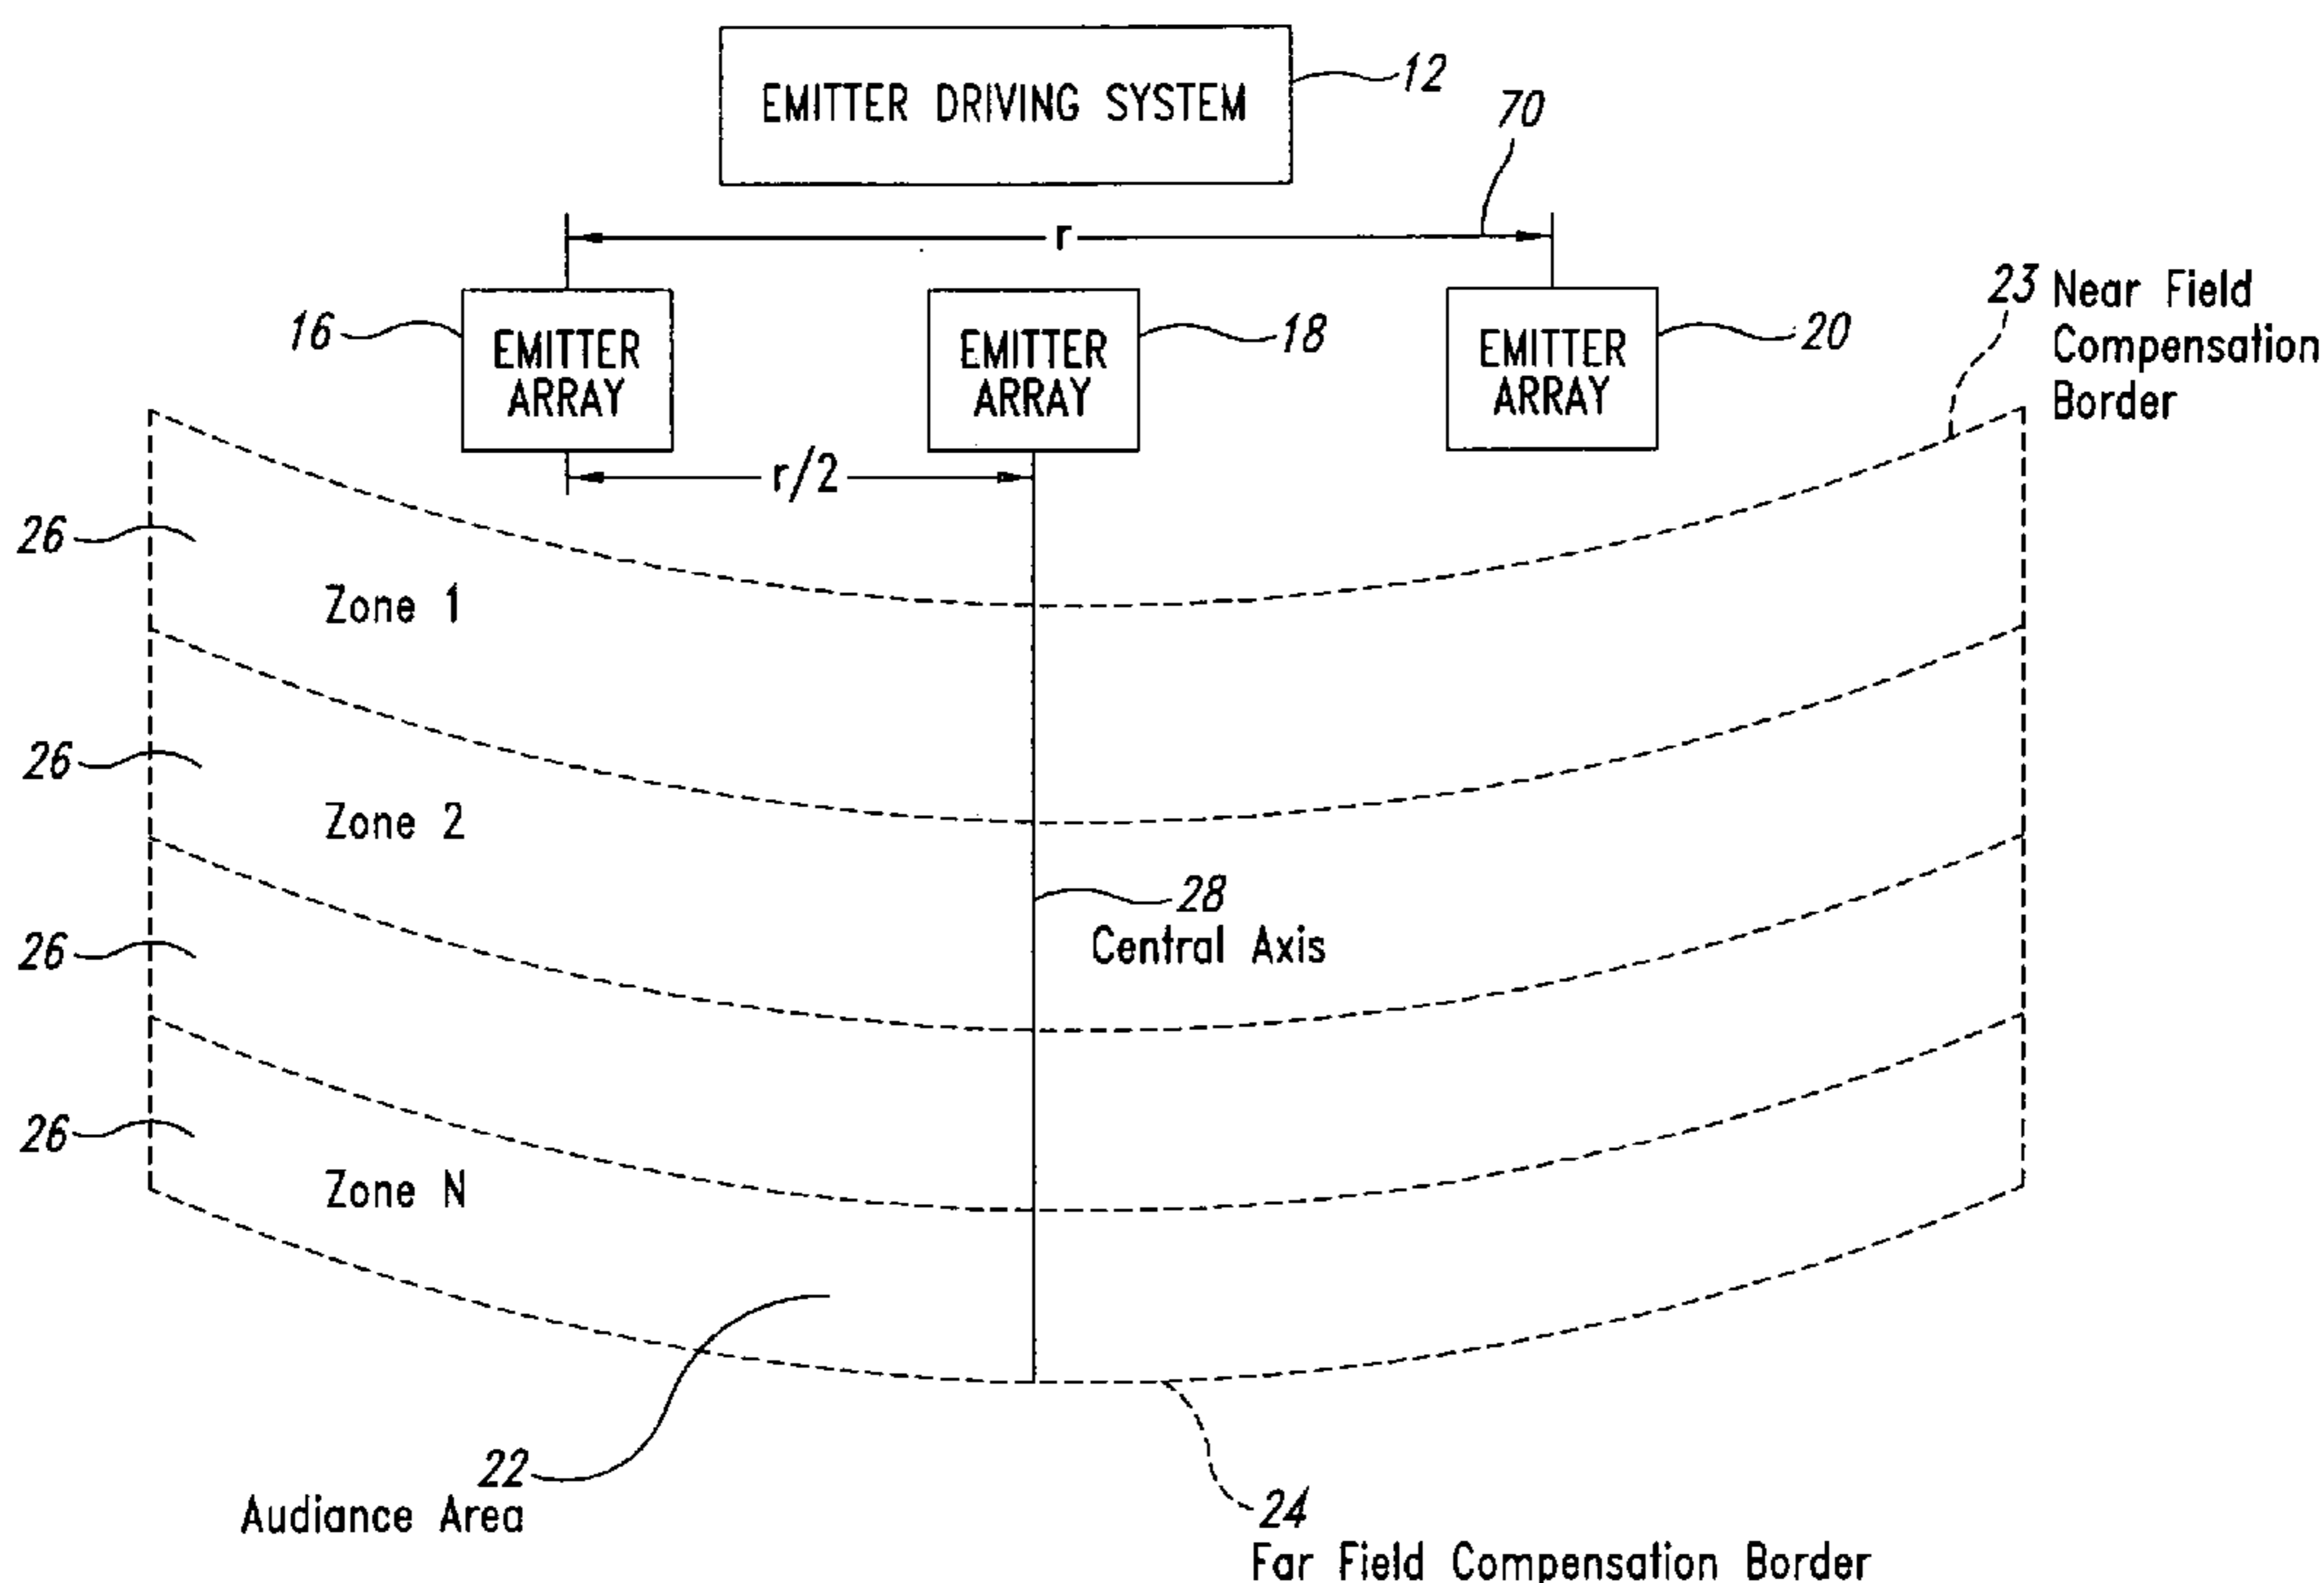 EMITTER DRIVING SYSTEM
12
70
r
16
EMITTER
ARRAY
EMITTER
ARRAY
18
EMITTER
ARRAY
20
23 Near Field
Compensation
Border
r/2
26
Zone 1
26
Zone 2
28
Central Axis
26
26
Zone N
22
Audiance Area
24
Far Field Compensation Border